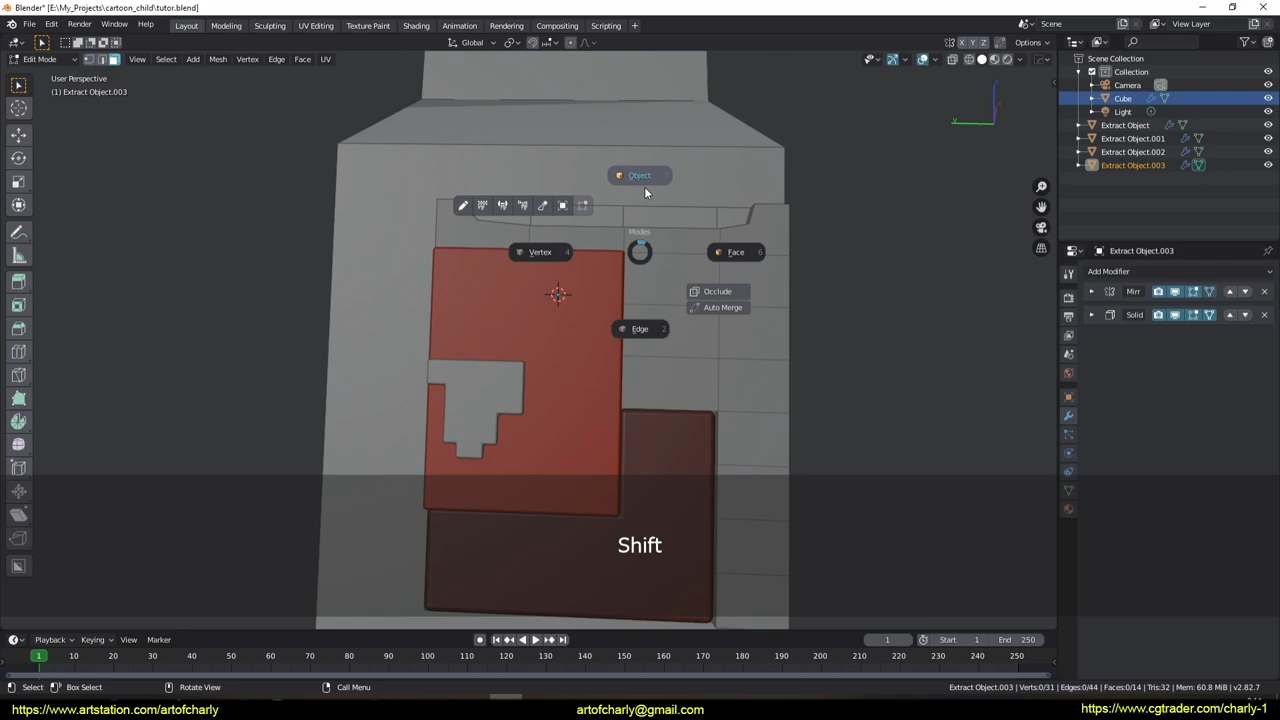 Blender* [E:\My_Projects\cartoon_child\tutor.blend]
File Edit Render Window Help Layout Modeling Sculpting UV Editing Texture Paint Shading Animation Rendering Compositing Scripting + Scene View Layer
Global X Y Z Options
Edit Mode View Select Add Mesh Vertex Edge Face UV
User Perspective
(1) Extract Object.003
Scene Collection
Collection
Camera
Cube
Light
Extract Object
Extract Object.001
Extract Object.002
Extract Object.003
Object 8
Modes
Vertex 4
Face 6
Occlude
Auto Merge
Edge 2
Extract Object.003
Add Modifier
Mirr
Solid
Shift
Playback Keying View Marker 1 Start 1 End 250
1 10 20 30 40 50 60 70 80 90 100 110 120 130 140 150 160 170 180 190 200 210 220 230 240 250
Select Box Select Rotate View Call Menu Extract Object.003 | Verts:0/31 | Edges:0/44 | Faces:0/14 | Tris:32 | Mem: 60.8 MiB | v2.82.7
https://www.artstation.com/artofcharly artofcharly@gmail.com https://www.cgtrader.com/charly-1